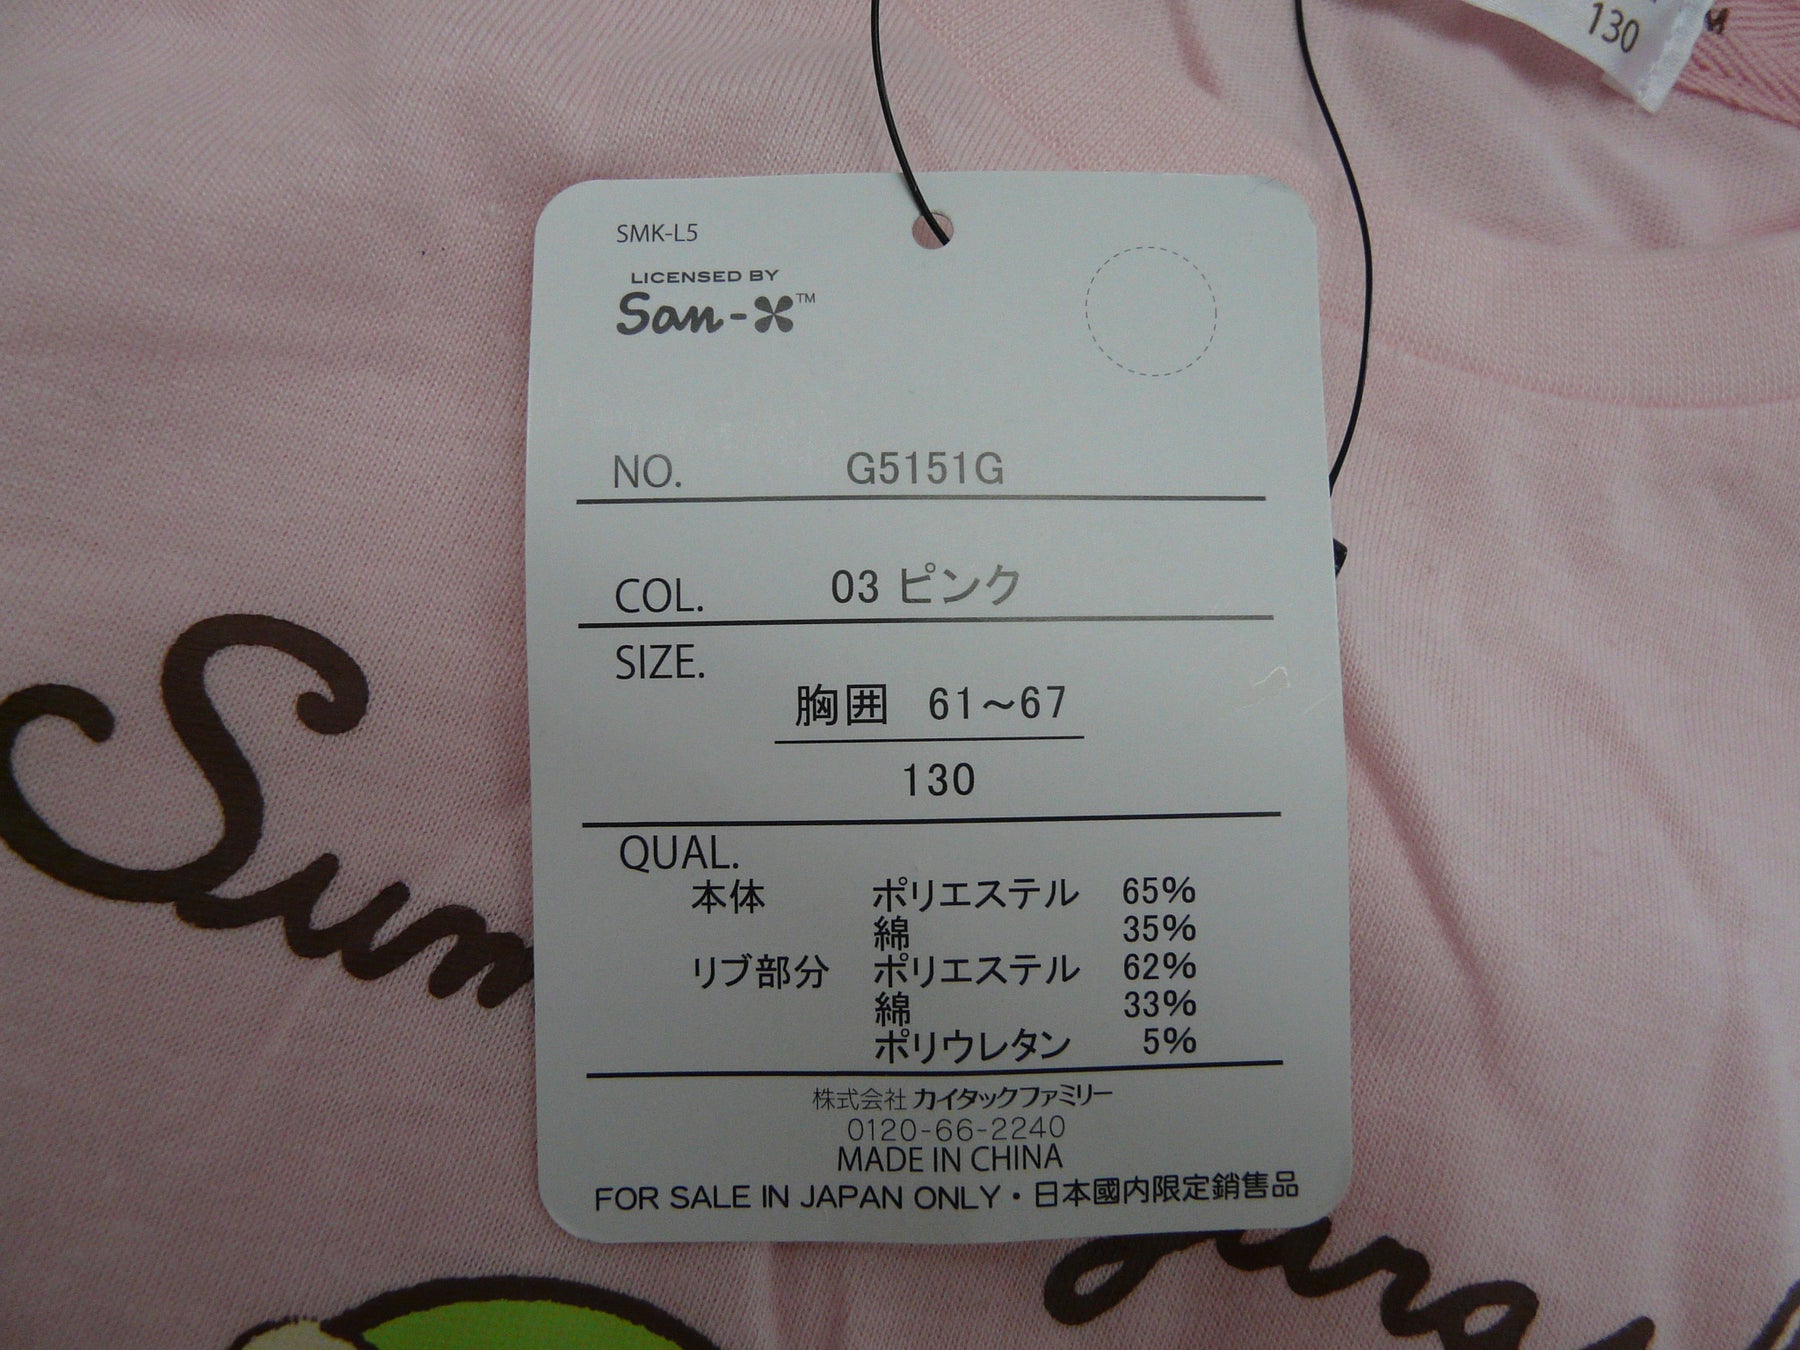 130
SMK-L5
LICENSED BY
San-X™
NO. G5151G
COL. 03 ピンク
SIZE.
胸囲 61～67
130
QUAL.
本体 ポリエステル 65%
綿 35%
リブ部分 ポリエステル 62%
綿 33%
ポリウレタン 5%
株式会社 カイタックファミリー
0120-66-2240
MADE IN CHINA
FOR SALE IN JAPAN ONLY・日本國内限定銷售品